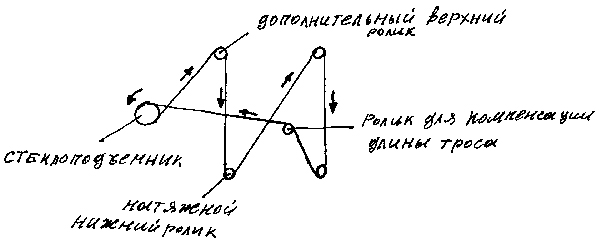 дополнительный верхний
ролик
ролик для компенсации
длины троса
стеклоподъемник
натяжной
нижний ролик